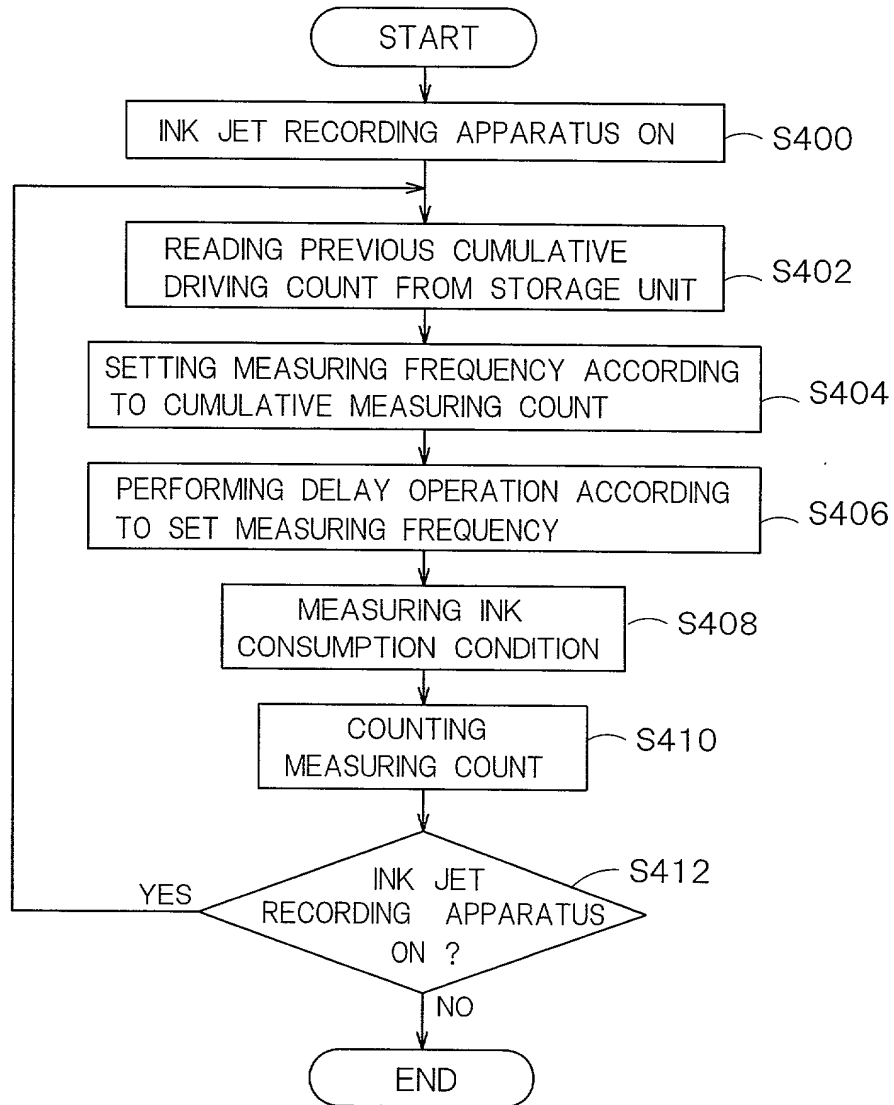 START
INK JET RECORDING APPARATUS ON
S400
READING PREVIOUS CUMULATIVE
DRIVING COUNT FROM STORAGE UNIT
S402
SETTING MEASURING FREQUENCY ACCORDING
TO CUMULATIVE MEASURING COUNT
S404
PERFORMING DELAY OPERATION ACCORDING
TO SET MEASURING FREQUENCY
S406
MEASURING INK
CONSUMPTION CONDITION
S408
COUNTING
MEASURING COUNT
S410
INK JET
RECORDING APPARATUS
ON ?
S412
YES
NO
END